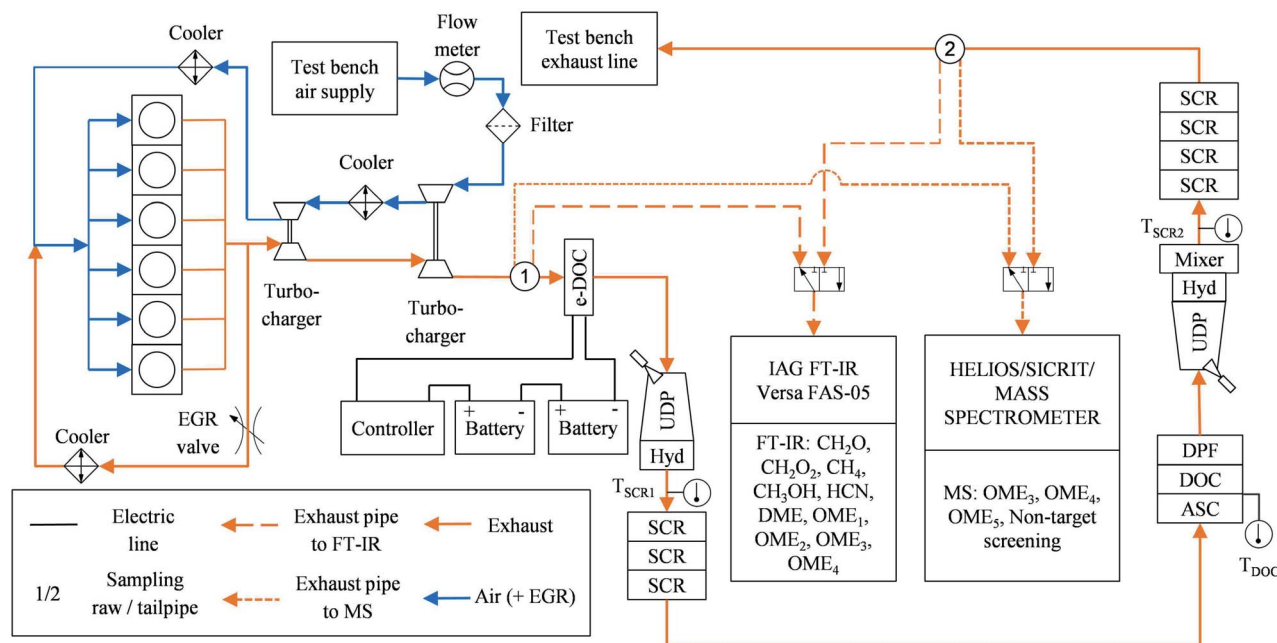 Cooler
Test bench
air supply
Flow
meter
Filter
Test bench
exhaust line
2
SCR
SCR
SCR
SCR
Cooler
Turbo-
charger
Turbo-
charger
1
e-DOC
T_SCR2
Mixer
Hyd
UDP
EGR
valve
Cooler
Controller
+ -
Battery
+ -
Battery
UDP
Hyd
T_SCR1
SCR
SCR
SCR
IAG FT-IR
Versa FAS-05
FT-IR: CH₂O,
CH₂O₂, CH₄,
CH₃OH, HCN,
DME, OME₁,
OME₂, OME₃,
OME₄
HELIOS/SICRIT/
MASS
SPECTROMETER
MS: OME₃, OME₄,
OME₅, Non-target
screening
DPF
DOC
ASC
T_DOC
Electric
line
Exhaust pipe
to FT-IR
Exhaust
1/2
Sampling
raw / tailpipe
Exhaust pipe
to MS
Air (+ EGR)